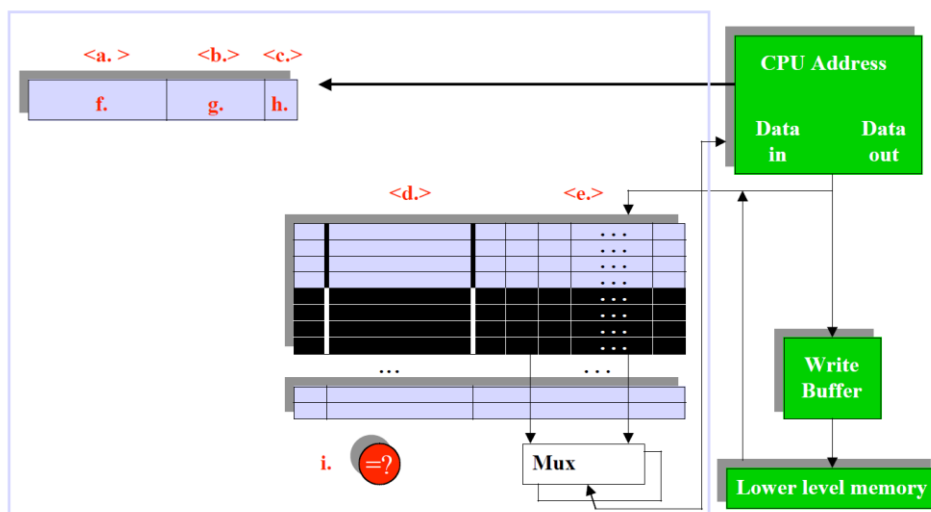 <a. > <b.> <c.>
f. g. h.
CPU Address
Data in
Data out
<d.> <e.>
. . .
. . .
. . .
. . .
. . .
. . .
. . .
. . .
... . . .
Write
Buffer
i. =? Mux
Lower level memory